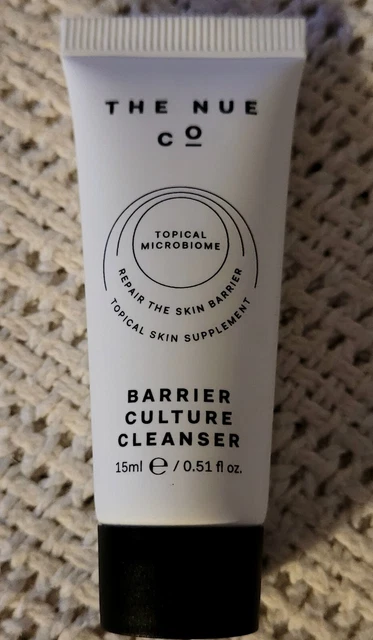 THE NUE
CO
TOPICAL
MICROBIOME
REPAIR THE SKIN BARRIER
TOPICAL SKIN SUPPLEMENT
BARRIER
CULTURE
CLEANSER
15ml ℮ / 0.51 fl oz.